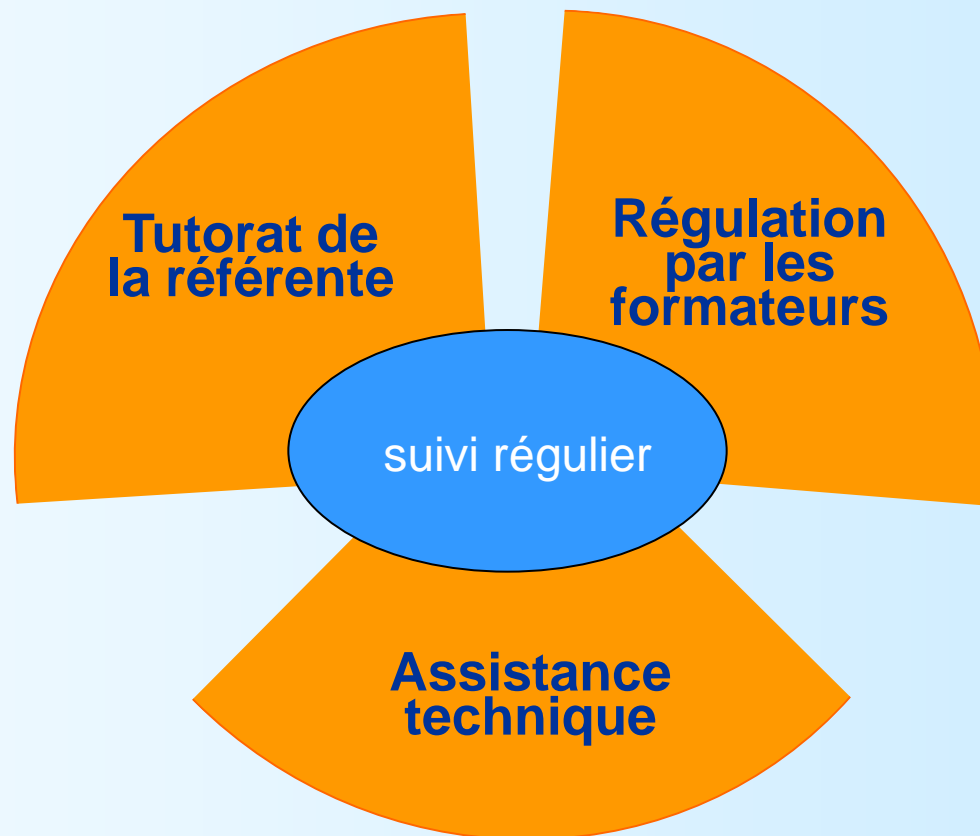 Tutorat de
la référente
Régulation
par les
formateurs
suivi régulier
Assistance
technique